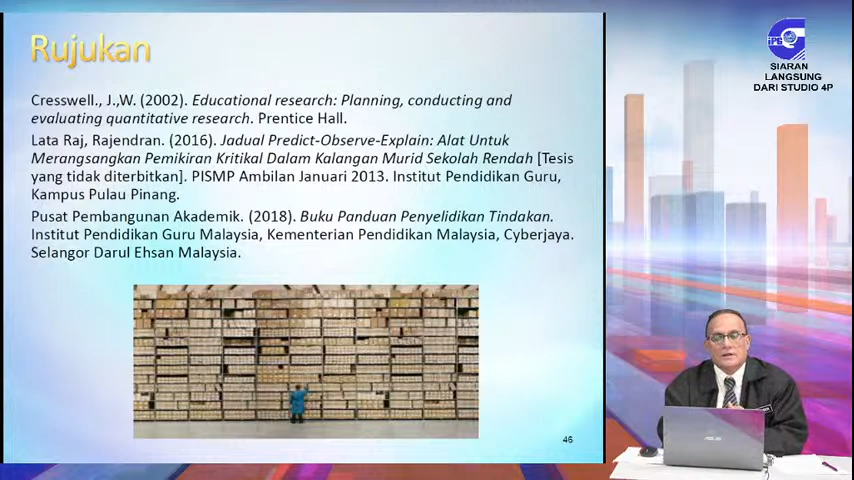 Rujukan
Cresswell., J.,W. (2002). Educational research: Planning, conducting and
evaluating quantitative research. Prentice Hall.
Lata Raj, Rajendran. (2016). Jadual Predict-Observe-Explain: Alat Untuk
Merangsangkan Pemikiran Kritikal Dalam Kalangan Murid Sekolah Rendah [Tesis
yang tidak diterbitkan]. PISMP Ambilan Januari 2013. Institut Pendidikan Guru,
Kampus Pulau Pinang.
Pusat Pembangunan Akademik. (2018). Buku Panduan Penyelidikan Tindakan.
Institut Pendidikan Guru Malaysia, Kementerian Pendidikan Malaysia, Cyberjaya.
Selangor Darul Ehsan Malaysia.
46
SIARAN
LANGSUNG
DARI STUDIO 4P
ASUS